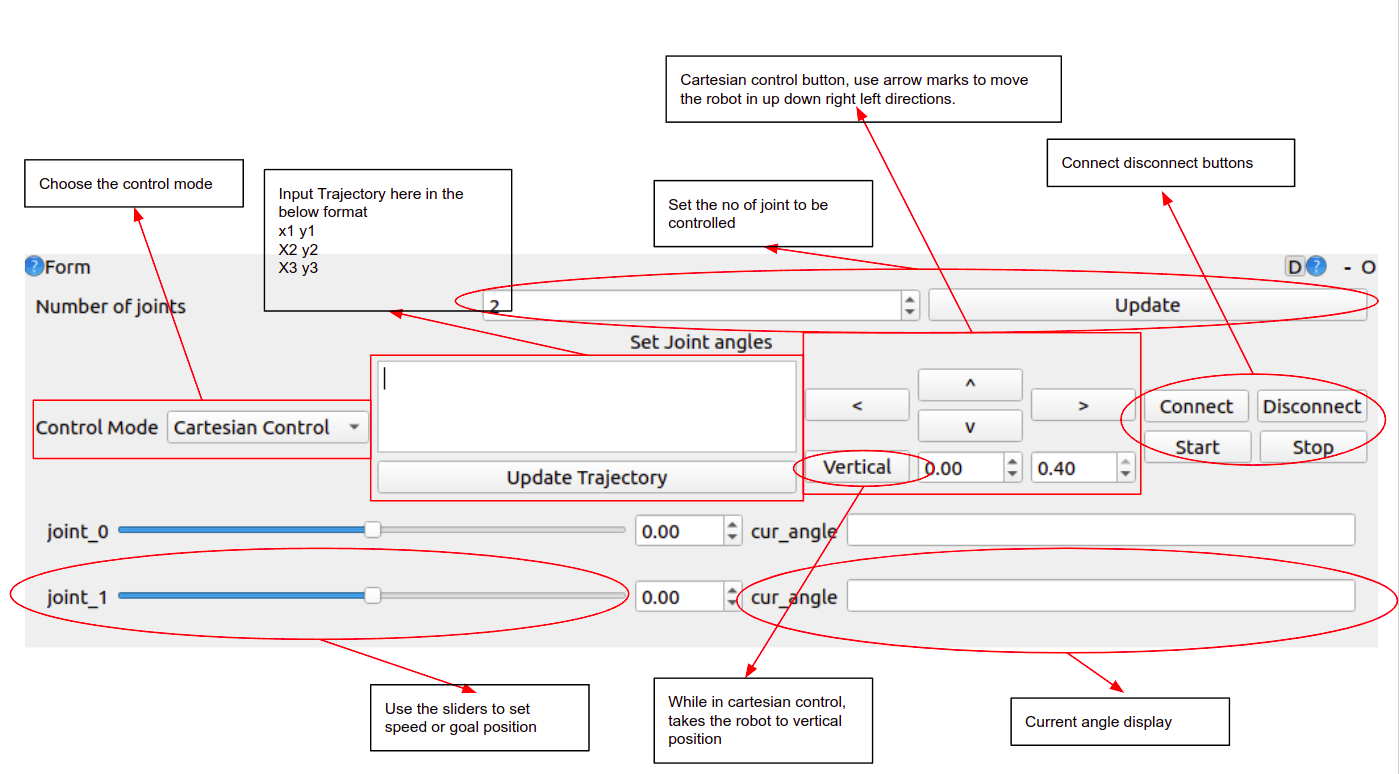 Cartesian control button, use arrow marks to move
the robot in up down right left directions.
Connect disconnect buttons
Choose the control mode
Input Trajectory here in the
below format
x1 y1
X2 y2
X3 y3
Set the no of joint to be
controlled
?Form
D? - O
Number of joints
2
Update
Set Joint angles
Control Mode
Cartesian Control
Update Trajectory
<
^
v
>
Vertical
0.00
0.40
Connect
Disconnect
Start
Stop
joint_0
0.00
cur_angle
joint_1
0.00
cur_angle
Use the sliders to set
speed or goal position
While in cartesian control,
takes the robot to vertical
position
Current angle display